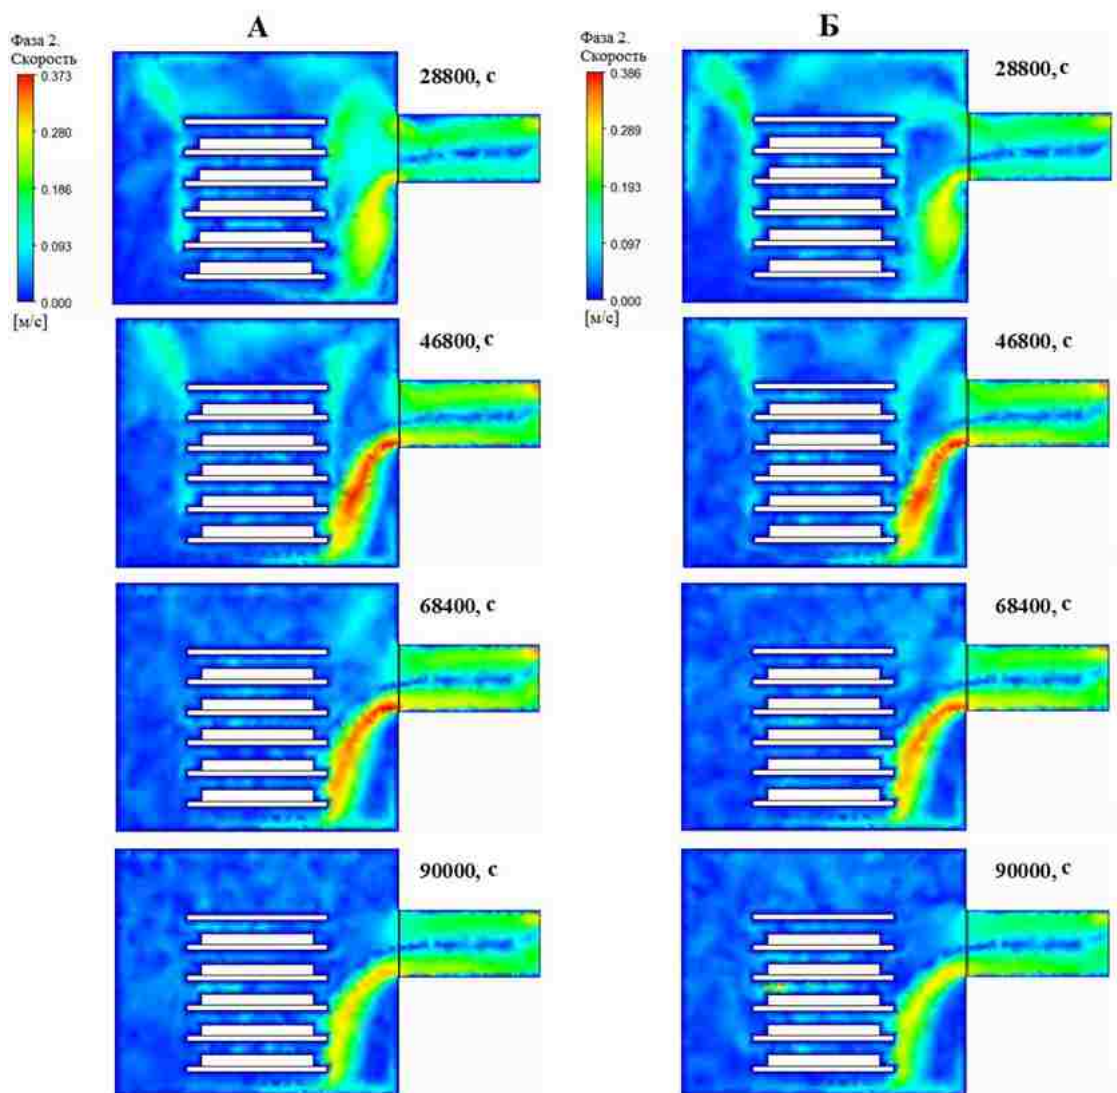 А
Б
Фаза 2.
Скорость
0.373
0.280
0.186
0.093
0.000
[м/с]
28800, с
Фаза 2.
Скорость
0.386
0.289
0.193
0.097
0.000
[м/с]
28800, с
46800, с
46800, с
68400, с
68400, с
90000, с
90000, с